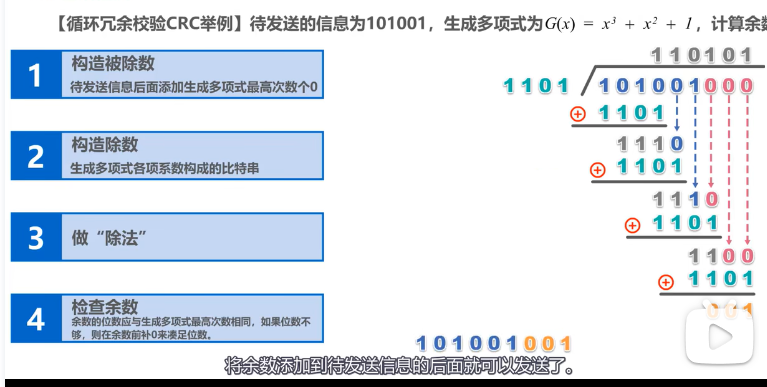 【循环冗余校验CRC举例】待发送的信息为101001，生成多项式为G(x) = x³ + x² + 1，计算余数
1
构造被除数
待发送信息后面添加生成多项式最高次数个0
2
构造除数
生成多项式各项系数构成的比特串
3
做“除法”
4
检查余数
余数的位数应与生成多项式最高次数相同，如果位数不
够，则在余数前补0来凑足位数。
110101
1101 101001000
1101
1110
1101
1110
1101
1100
1101
001
101001001
将余数添加到待发送信息的后面就可以发送了。